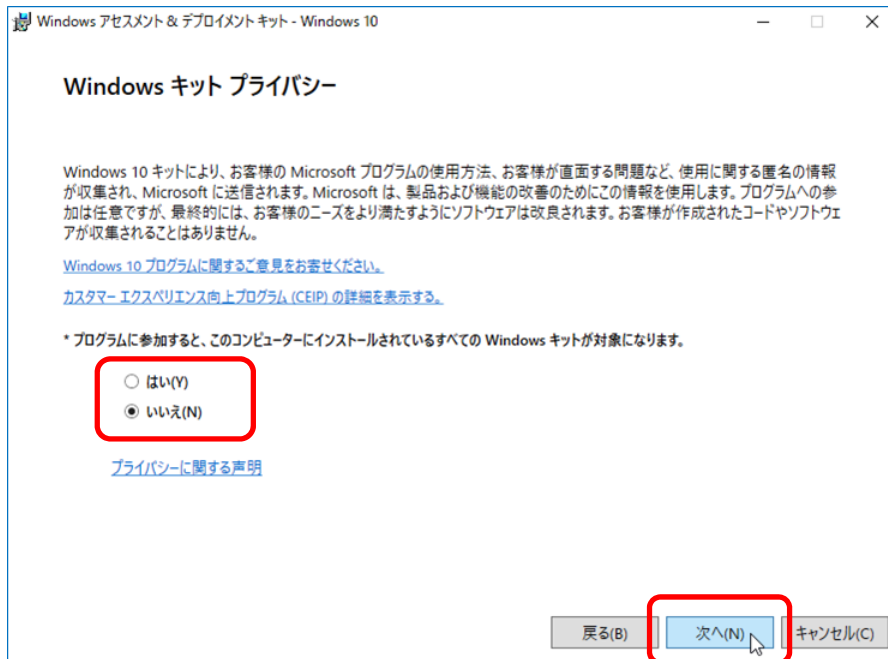 Windows アセスメント & デプロイメント キット - Windows 10
Windows キット プライバシー
Windows 10 キットにより、お客様の Microsoft プログラムの使用方法、お客様が直面する問題など、使用に関する匿名の情報
が収集され、Microsoft に送信されます。Microsoft は、製品および機能の改善のためにこの情報を使用します。プログラムへの参
加は任意ですが、最終的には、お客様のニーズをより満たすようにソフトウェアは改良されます。お客様が作成されたコードやソフトウェ
アが収集されることはありません。
Windows 10 プログラムに関するご意見をお寄せください。
カスタマー エクスペリエンス向上プログラム (CEIP) の詳細を表示する。
* プログラムに参加すると、このコンピューターにインストールされているすべての Windows キットが対象になります。
はい(Y)
いいえ(N)
プライバシーに関する声明
戻る(B) 次へ(N) キャンセル(C)